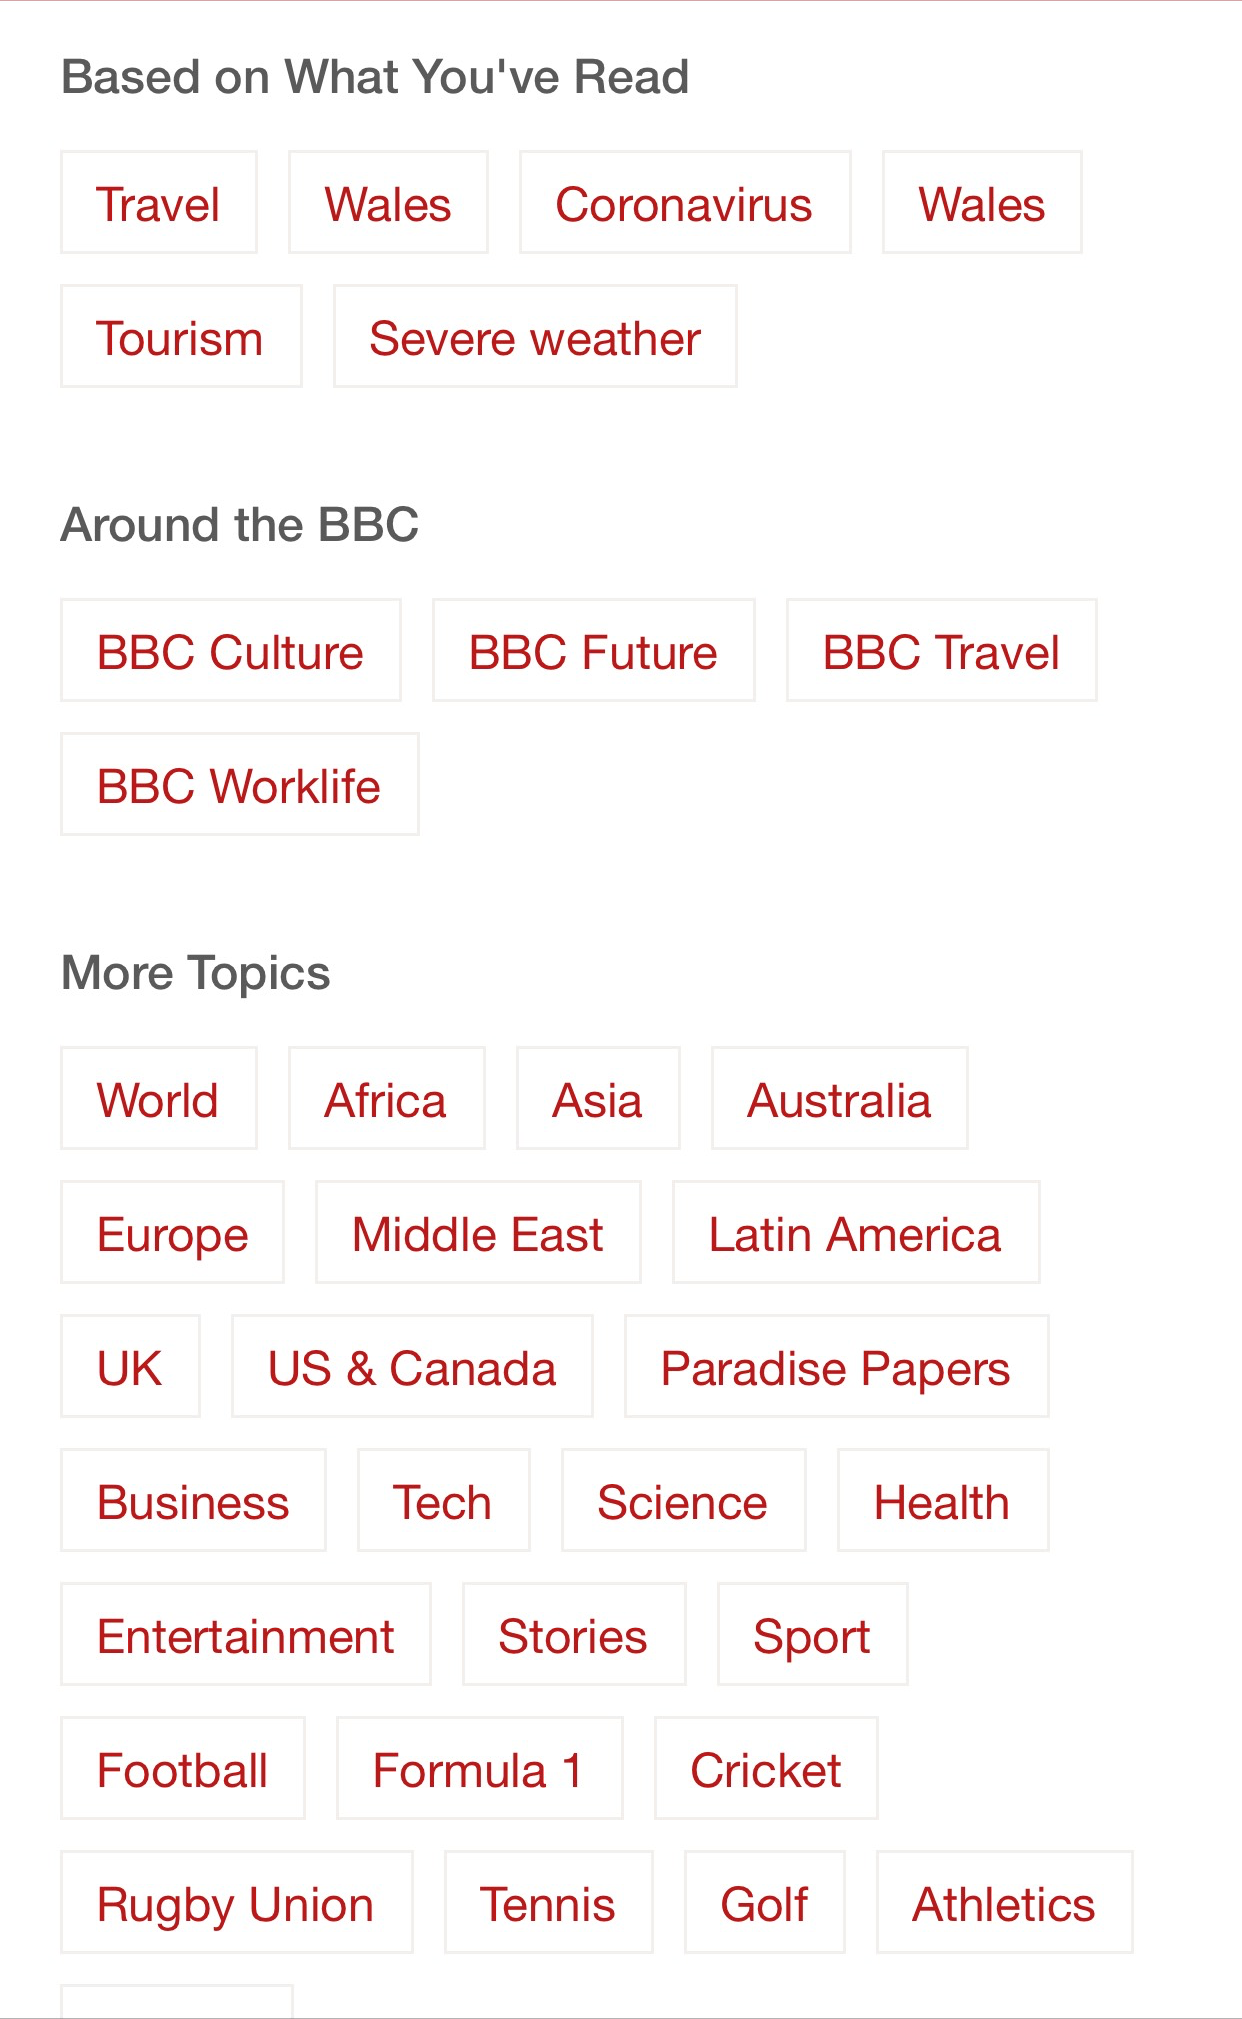 Based on What You've Read
Travel Wales Coronavirus Wales
Tourism Severe weather
Around the BBC
BBC Culture BBC Future BBC Travel
BBC Worklife
More Topics
World Africa Asia Australia
Europe Middle East Latin America
UK US & Canada Paradise Papers
Business Tech Science Health
Entertainment Stories Sport
Football Formula 1 Cricket
Rugby Union Tennis Golf Athletics